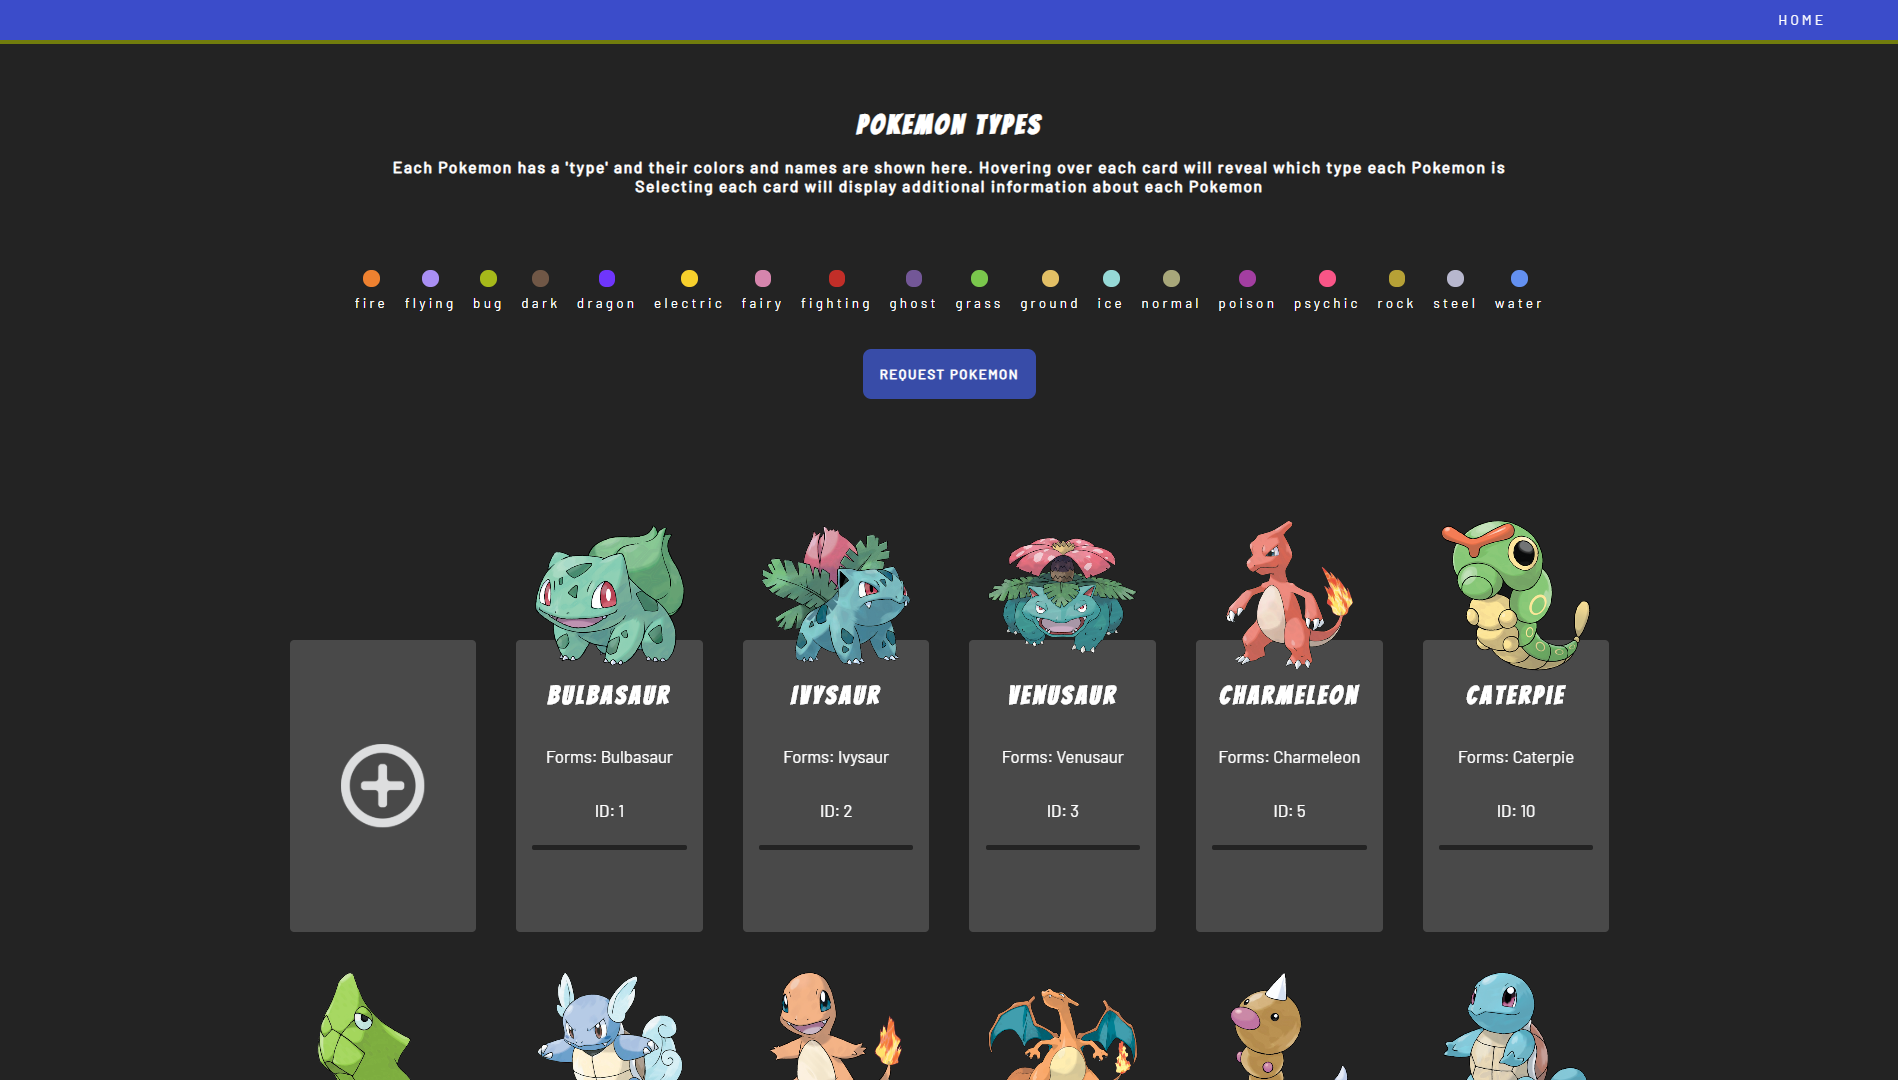 HOME
POKEMON TYPES
Each Pokemon has a 'type' and their colors and names are shown here. Hovering over each card will reveal which type each Pokemon is
Selecting each card will display additional information about each Pokemon
fire flying bug dark dragon electric fairy fighting ghost grass ground ice normal poison psychic rock steel water
REQUEST POKEMON
BULBASAUR
Forms: Bulbasaur
ID: 1
IVYSAUR
Forms: Ivysaur
ID: 2
VENUSAUR
Forms: Venusaur
ID: 3
CHARMELEON
Forms: Charmeleon
ID: 5
CATERPIE
Forms: Caterpie
ID: 10